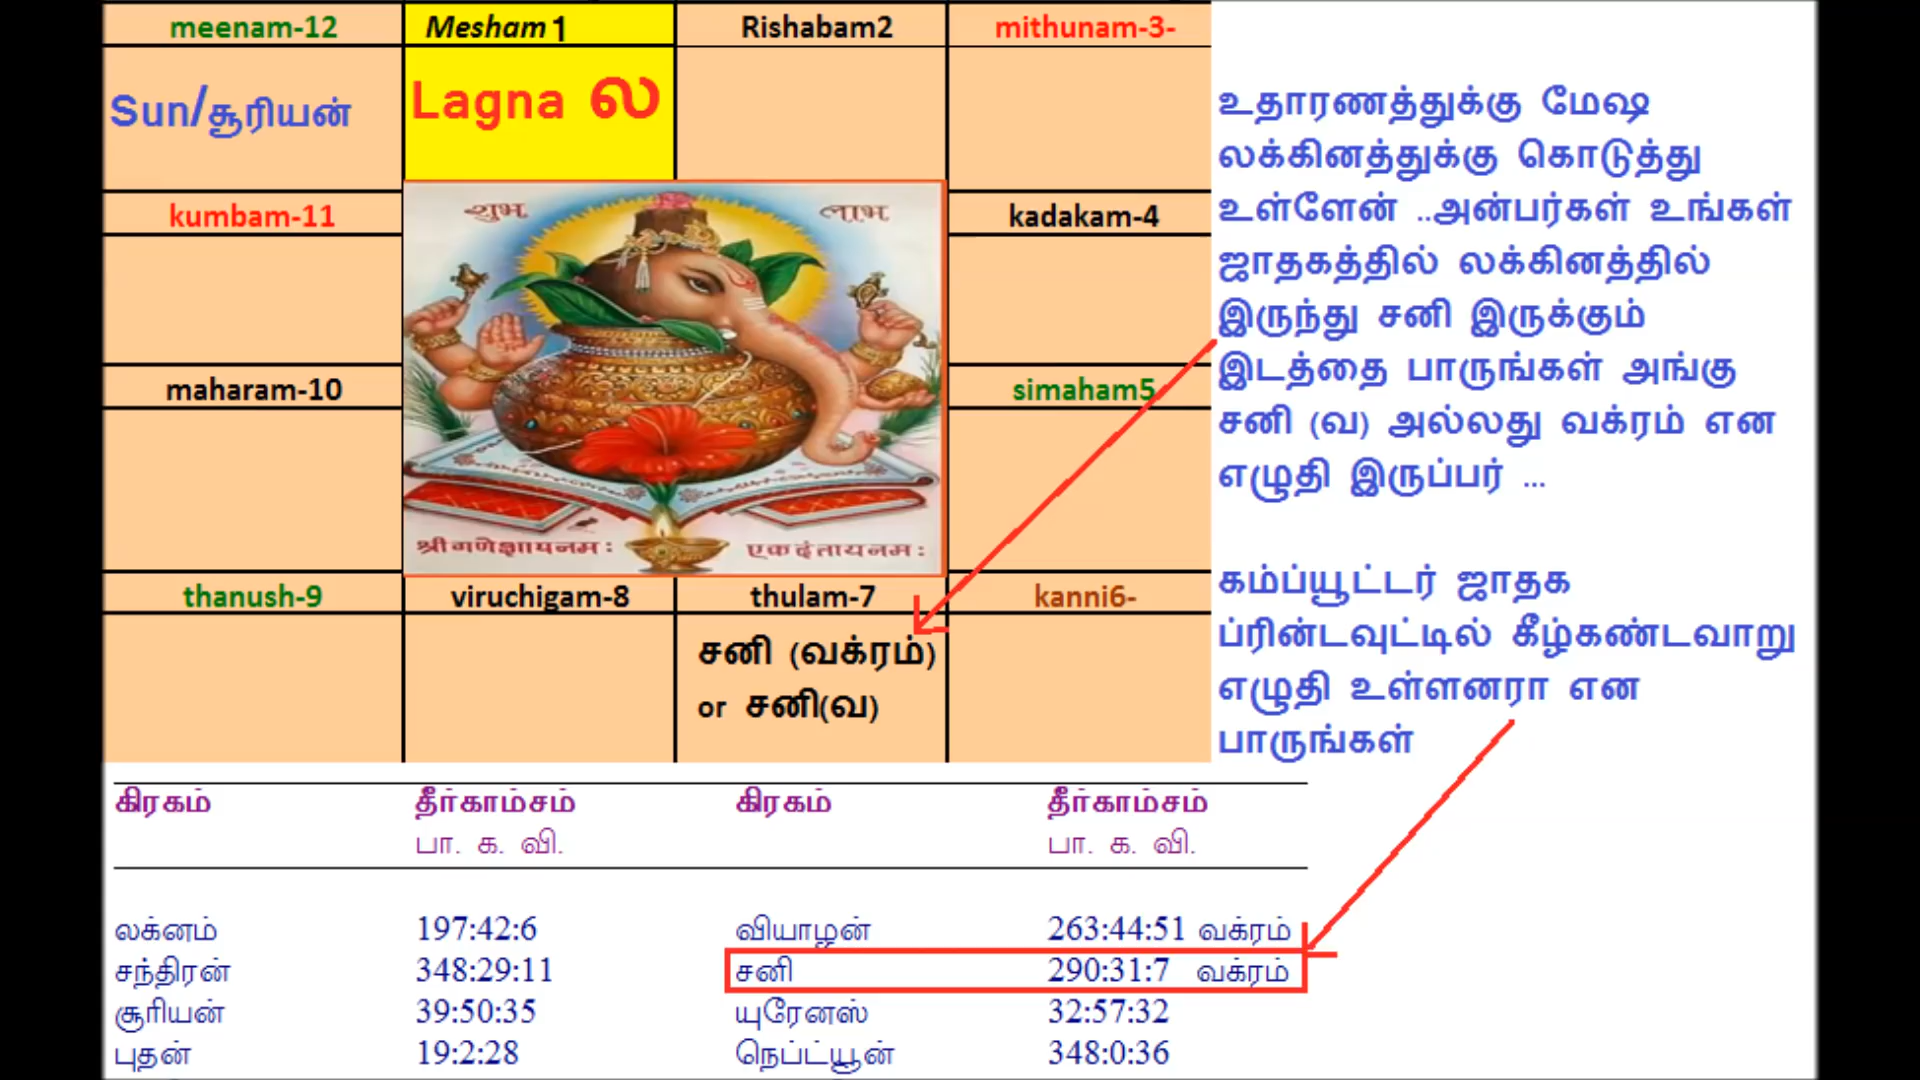 meenam-12 Mesham 1 Rishabam2 mithunam-3-
Sun/சூரியன் Lagna ல
kumbam-11 kadakam-4
maharam-10 simaham5
thanush-9 viruchigam-8 thulam-7 kanni6-
சனி (வக்ரம்)
or சனி(வ)
शुभ लाभ
श्री गणेशाय नम: एकदंताय नम:
உதாரணத்துக்கு மேஷ
லக்கினத்துக்கு கொடுத்து
உள்ளேன் ..அன்பர்கள் உங்கள்
ஜாதகத்தில் லக்கினத்தில்
இருந்து சனி இருக்கும்
இடத்தை பாருங்கள் அங்கு
சனி (வ) அல்லது வக்ரம் என
எழுதி இருப்பர் ...
கம்ப்யூட்டர் ஜாதக
ப்ரின்டவுட்டில் கீழ்கண்டவாறு
எழுதி உள்ளனரா என
பாருங்கள்
கிரகம் தீர்காம்சம் கிரகம் தீர்காம்சம்
பா. க. வி. பா. க. வி.
லக்னம் 197:42:6 வியாழன் 263:44:51 வக்ரம்
சந்திரன் 348:29:11 சனி 290:31:7 வக்ரம்
சூரியன் 39:50:35 யுரேனஸ் 32:57:32
புதன் 19:2:28 நெப்ட்யூன் 348:0:36